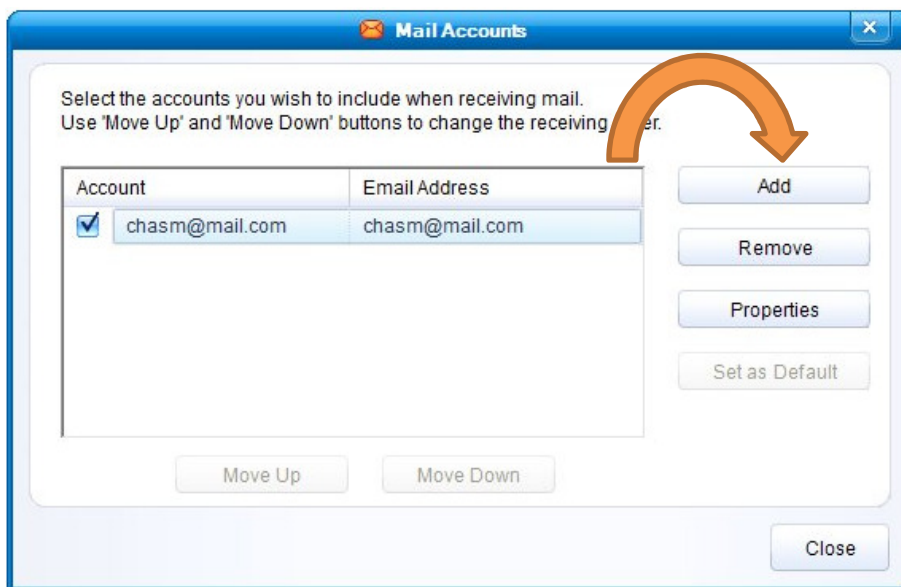 Mail Accounts
Select the accounts you wish to include when receiving mail.
Use 'Move Up' and 'Move Down' buttons to change the receiving er.
Account Email Address
chasm@mail.com chasm@mail.com
Add
Remove
Properties
Set as Default
Move Up Move Down
Close